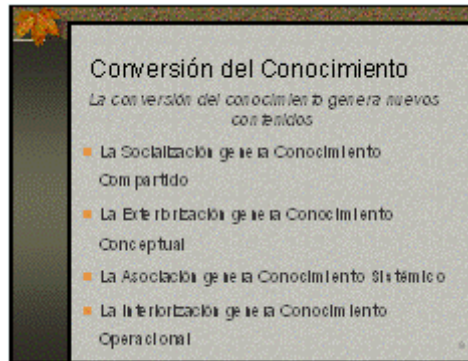 Conversión del Conocimiento
La conversión del conocimiento genera nuevos
contenidos
La Socialización genera Conocimiento
Compartido
La Exteriorización genera Conocimiento
Conceptual
La Asociación genera Conocimiento Sistémico
La Interiorización genera Conocimiento
Operacional